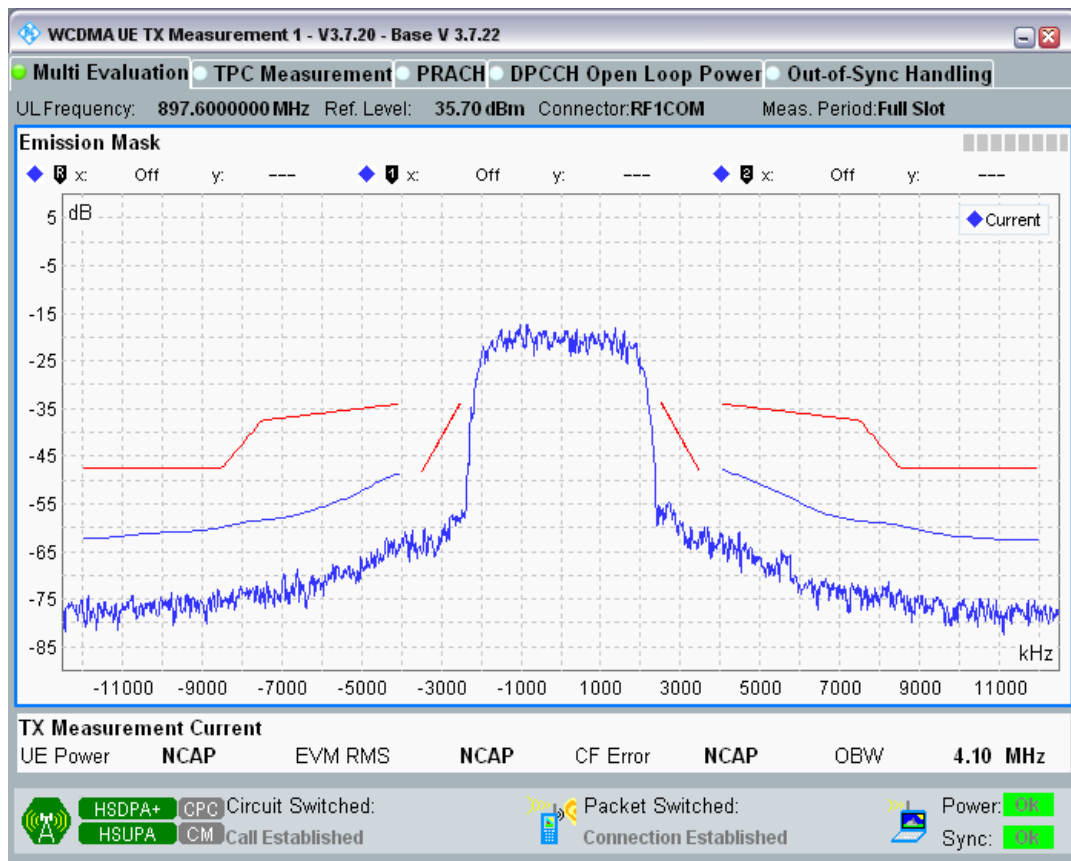 WCDMA UE TX Measurement 1 - V3.7.20 - Base V 3.7.22
Multi Evaluation TPC Measurement PRACH DPCCH Open Loop Power Out-of-Sync Handling
UL Frequency: 897.6000000 MHz Ref. Level: 35.70 dBm Connector: RF1COM Meas. Period: Full Slot
Emission Mask
R x: Off y: --- 1 x: Off y: --- 2 x: Off y: ---
dB
Current
5
-5
-15
-25
-35
-45
-55
-65
-75
-85
kHz
-11000 -9000 -7000 -5000 -3000 -1000 1000 3000 5000 7000 9000 11000
TX Measurement Current
UE Power NCAP EVM RMS NCAP CF Error NCAP OBW 4.10 MHz
HSDPA+ CPC Circuit Switched: Packet Switched: Power: OK
HSUPA CM Call Established Connection Established Sync: OK